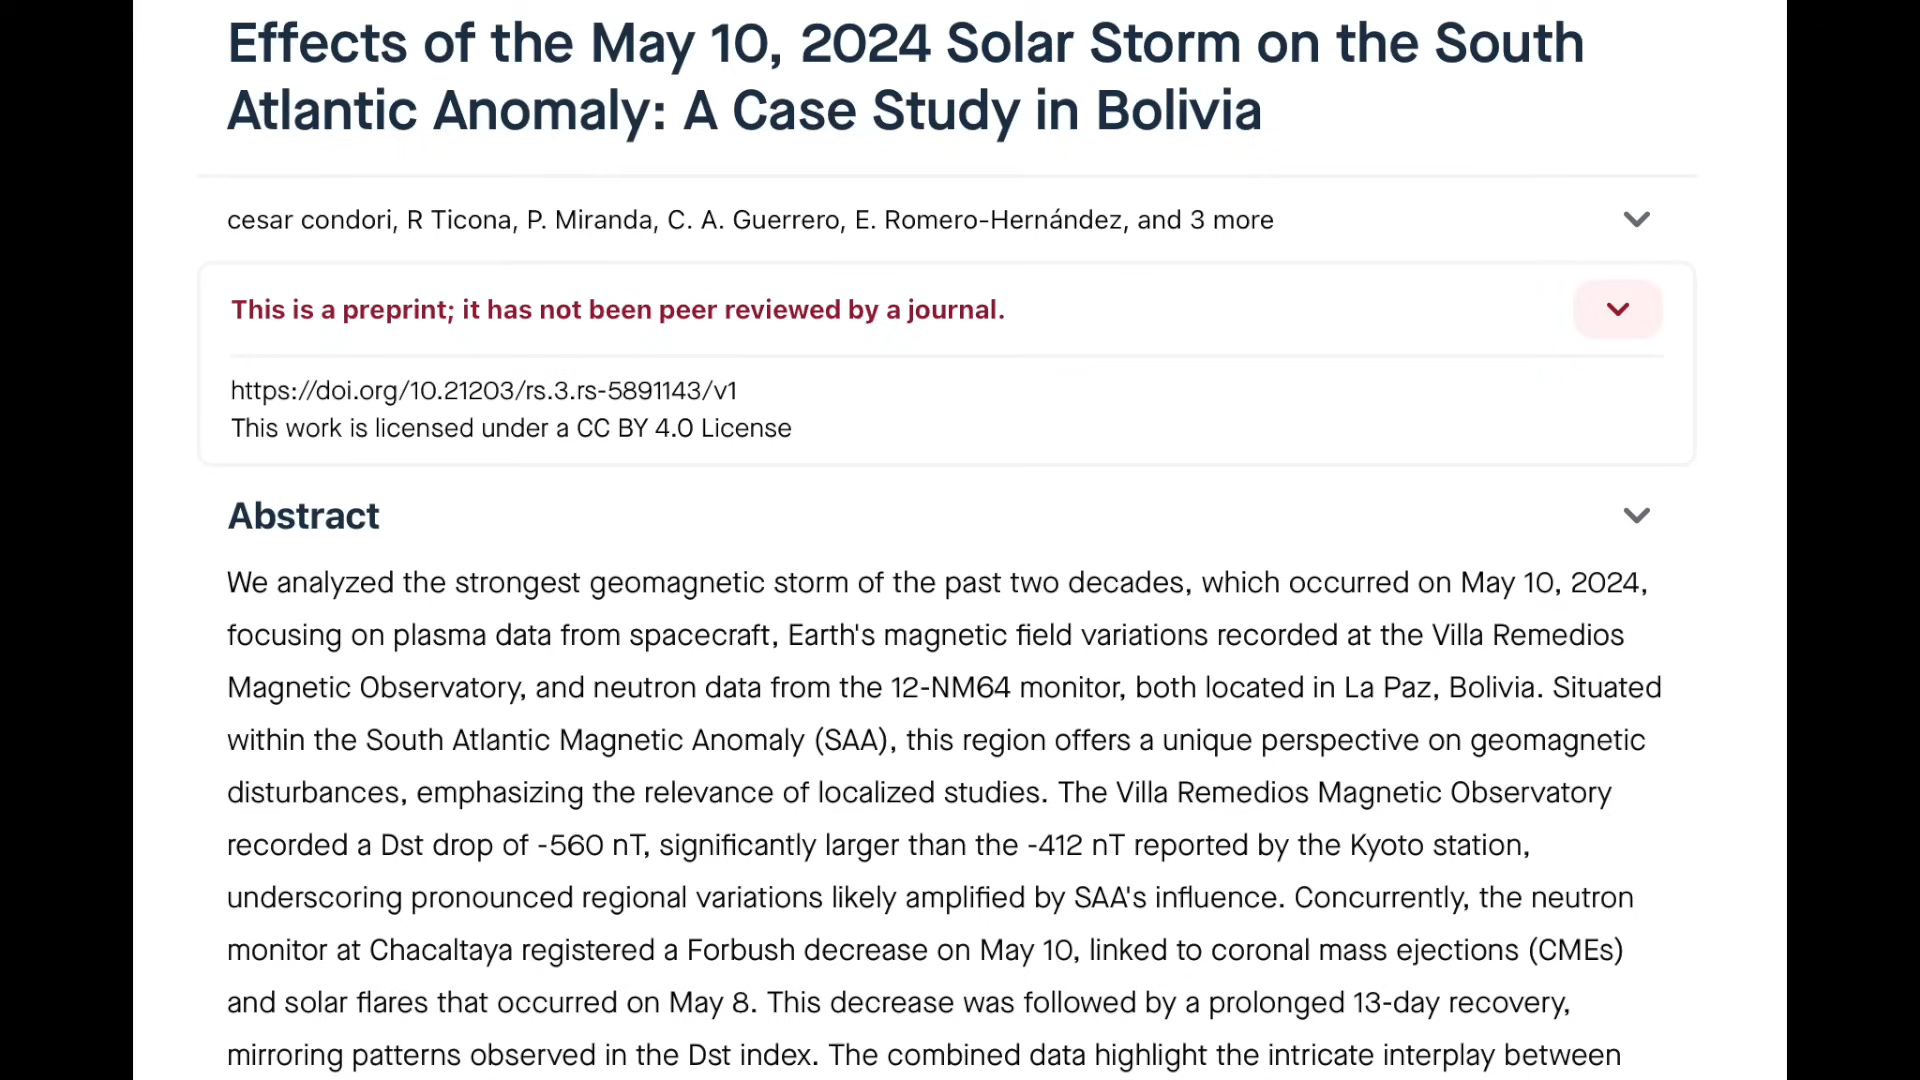 Effects of the May 10, 2024 Solar Storm on the South
Atlantic Anomaly: A Case Study in Bolivia
cesar condori, R Ticona, P. Miranda, C. A. Guerrero, E. Romero-Hernández, and 3 more
This is a preprint; it has not been peer reviewed by a journal.
https://doi.org/10.21203/rs.3.rs-5891143/v1
This work is licensed under a CC BY 4.0 License
Abstract
We analyzed the strongest geomagnetic storm of the past two decades, which occurred on May 10, 2024,
focusing on plasma data from spacecraft, Earth's magnetic field variations recorded at the Villa Remedios
Magnetic Observatory, and neutron data from the 12-NM64 monitor, both located in La Paz, Bolivia. Situated
within the South Atlantic Magnetic Anomaly (SAA), this region offers a unique perspective on geomagnetic
disturbances, emphasizing the relevance of localized studies. The Villa Remedios Magnetic Observatory
recorded a Dst drop of -560 nT, significantly larger than the -412 nT reported by the Kyoto station,
underscoring pronounced regional variations likely amplified by SAA's influence. Concurrently, the neutron
monitor at Chacaltaya registered a Forbush decrease on May 10, linked to coronal mass ejections (CMEs)
and solar flares that occurred on May 8. This decrease was followed by a prolonged 13-day recovery,
mirroring patterns observed in the Dst index. The combined data highlight the intricate interplay between